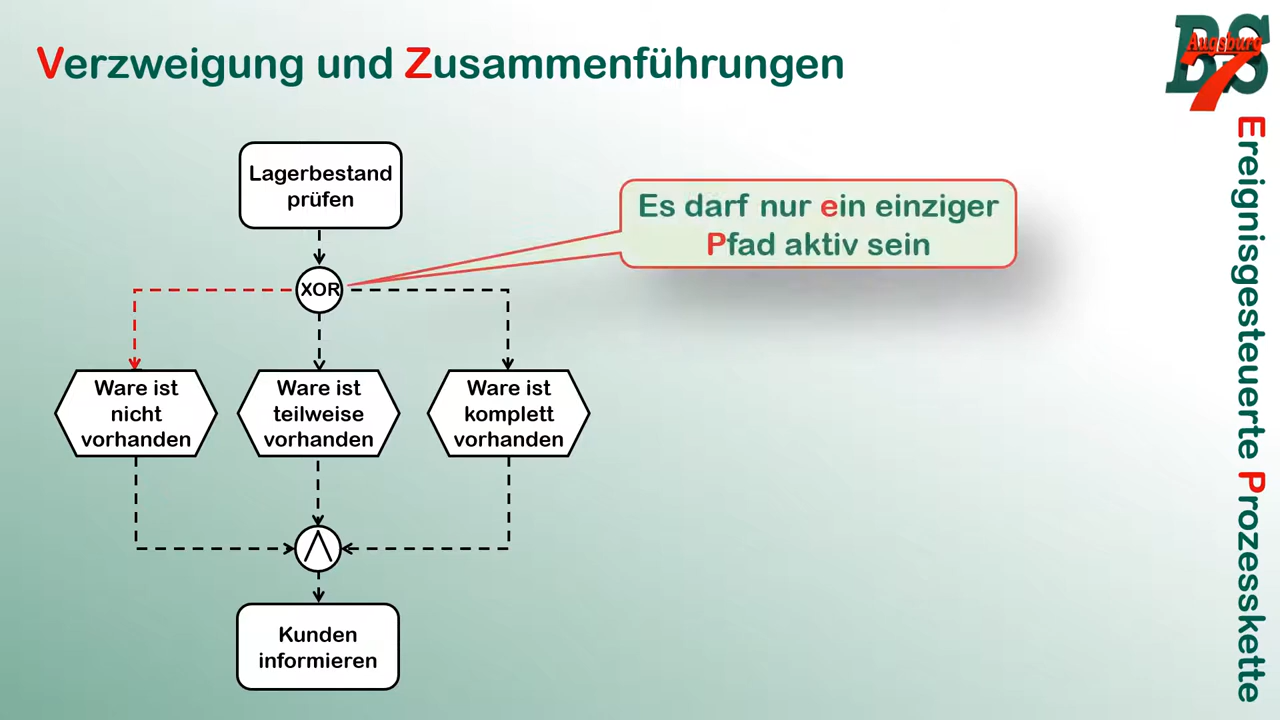 Verzweigung und Zusammenführungen
BS
Augsburg
7
Ereignisgesteuerte Prozesskette
Lagerbestand
prüfen
Es darf nur ein einziger
Pfad aktiv sein
XOR
Ware ist
nicht
vorhanden
Ware ist
teilweise
vorhanden
Ware ist
komplett
vorhanden
∧
Kunden
informieren